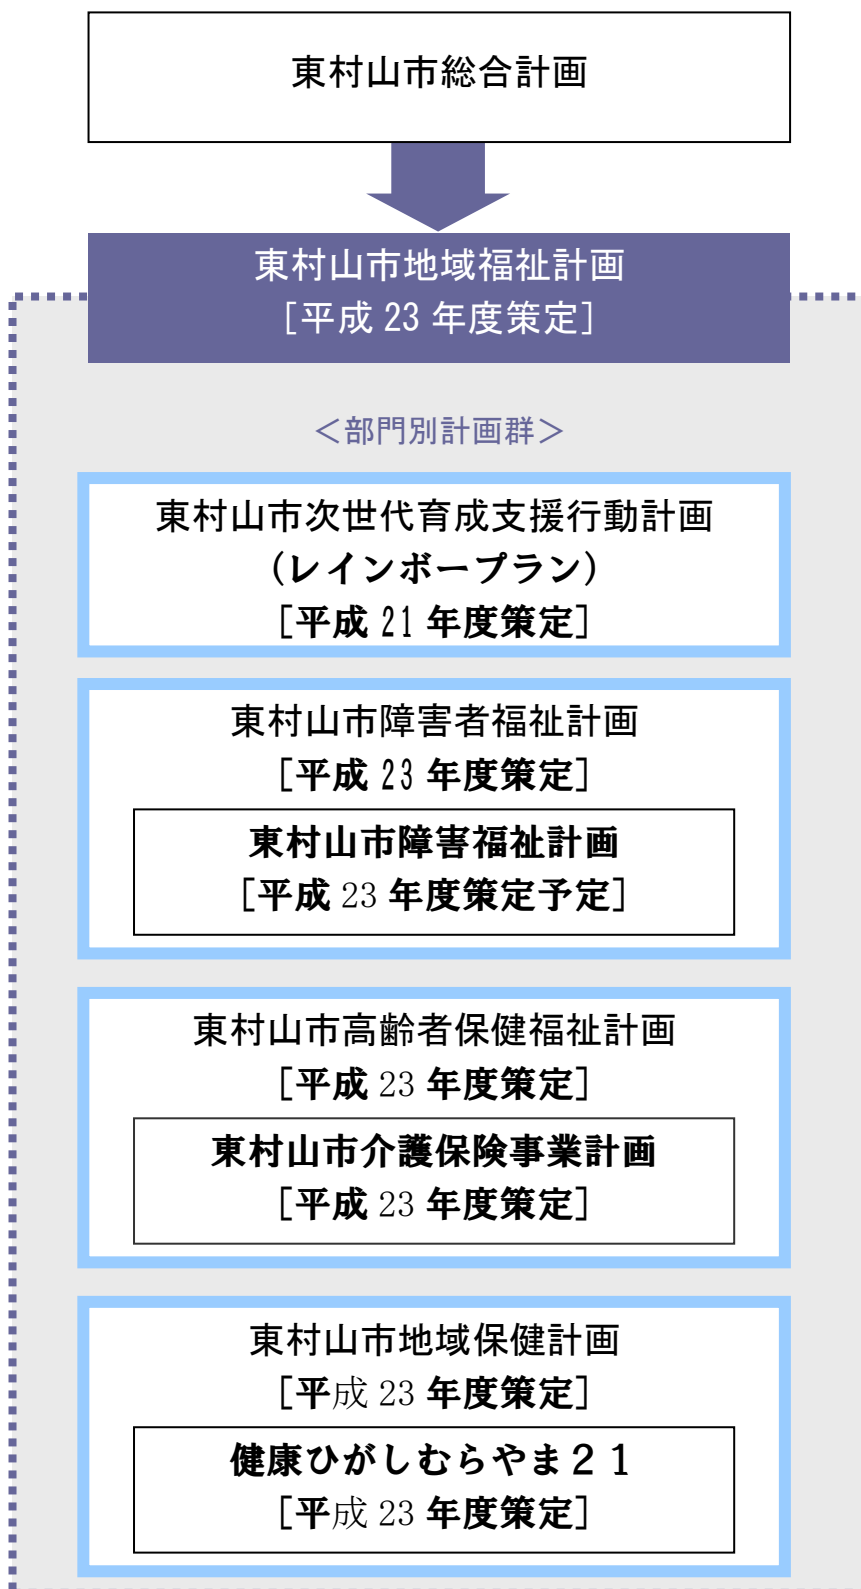 東村山市総合計画
東村山市地域福祉計画
[平成 23 年度策定]
＜部門別計画群＞
東村山市次世代育成支援行動計画
(レインボープラン)
[平成 21 年度策定]
東村山市障害者福祉計画
[平成 23 年度策定]
東村山市障害福祉計画
[平成 23 年度策定予定]
東村山市高齢者保健福祉計画
[平成 23 年度策定]
東村山市介護保険事業計画
[平成 23 年度策定]
東村山市地域保健計画
[平成 23 年度策定]
健康ひがしむらやま２１
[平成 23 年度策定]